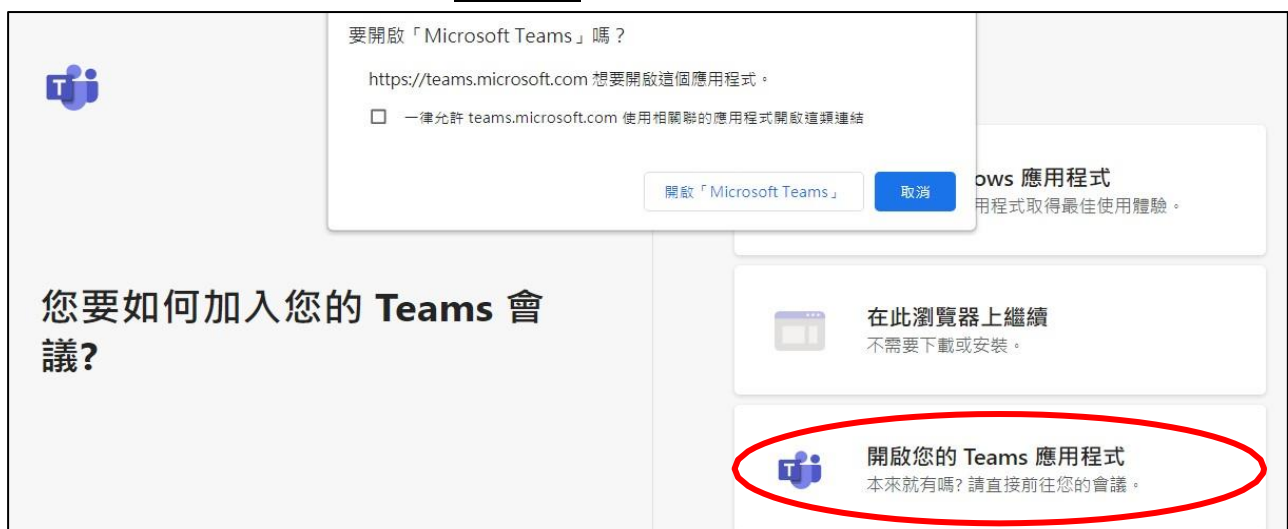 要開啟「Microsoft Teams」嗎？
https://teams.microsoft.com 想要開啟這個應用程式。
一律允許 teams.microsoft.com 使用相關聯的應用程式開啟這類連結
開啟「Microsoft Teams」
取消
ows 應用程式
用程式取得最佳使用體驗。
您要如何加入您的 Teams 會
議?
在此瀏覽器上繼續
不需要下載或安裝。
開啟您的 Teams 應用程式
本來就有嗎? 請直接前往您的會議。